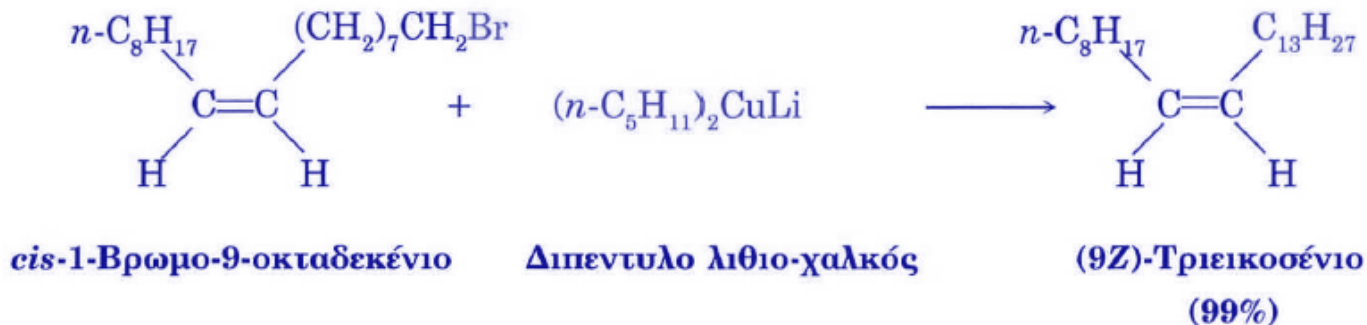 n-C₈H₁₇ (CH₂)₇CH₂Br n-C₈H₁₇ C₁₃H₂₇
C=C + (n-C₅H₁₁)₂CuLi ⟶ C=C
H H H H
cis-1-Βρωμο-9-οκταδεκένιο Διπεντυλο λιθιο-χαλκός (9Z)-Τριεικοσένιο
(99%)